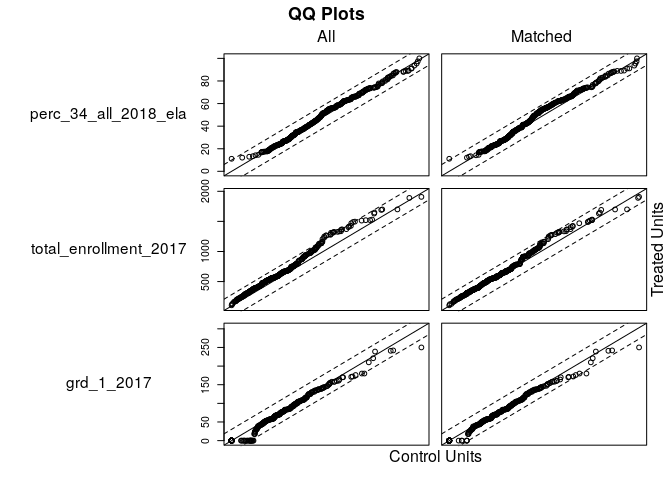 QQ Plots
All
Matched
perc_34_all_2018_ela
0 20 40 60 80
total_enrollment_2017
500 1000 2000
Treated Units
grd_1_2017
0 50 150 250
Control Units